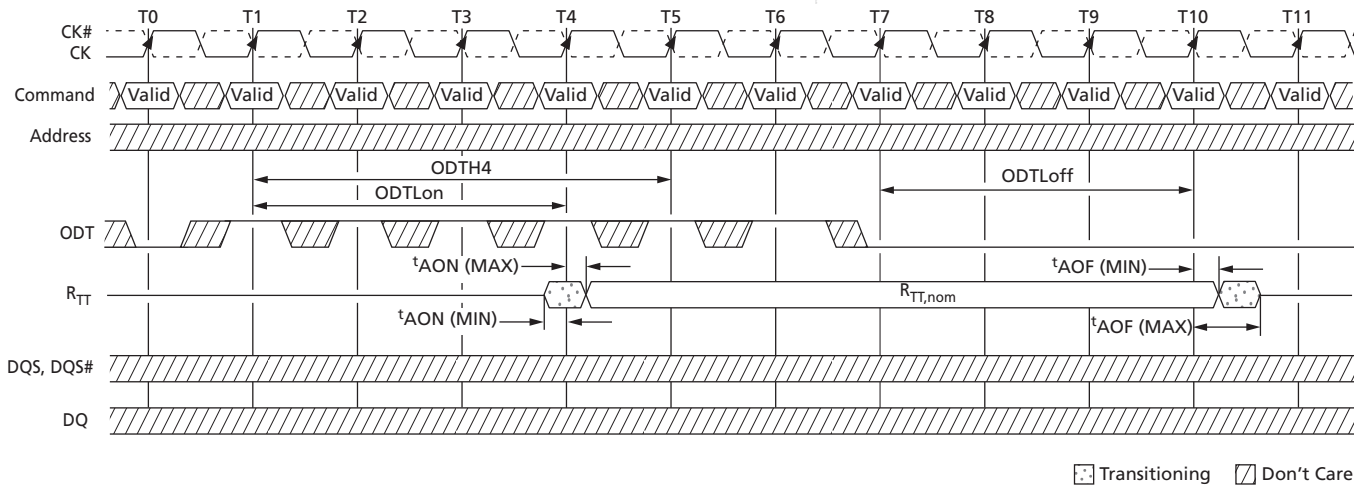 T0 T1 T2 T3 T4 T5 T6 T7 T8 T9 T10 T11
CK#
CK
Command Valid Valid Valid Valid Valid Valid Valid Valid Valid Valid Valid Valid
Address
ODTH4
ODTLoff
ODTLon
ODT
tAON (MAX) tAOF (MIN)
RTT RTT,nom
tAON (MIN) tAOF (MAX)
DQS, DQS#
DQ
Transitioning Don't Care